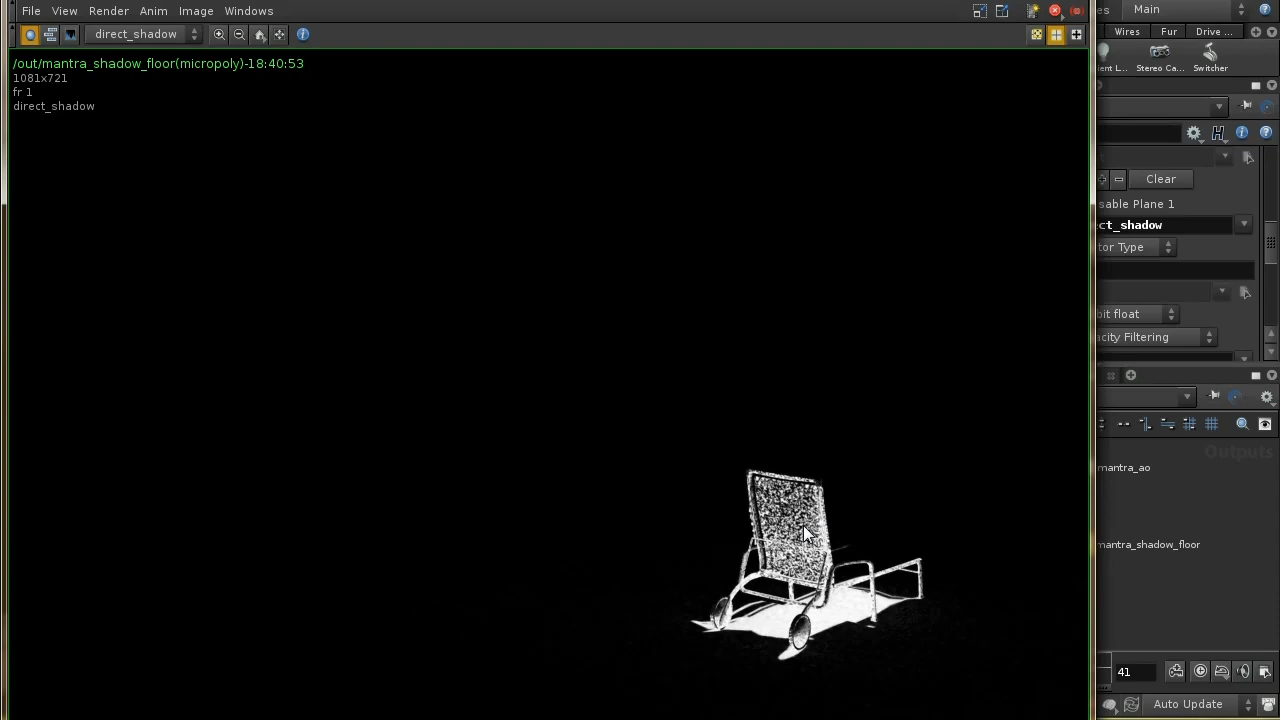 File View Render Anim Image Windows
direct_shadow
/out/mantra_shadow_floor(micropoly)-18:40:53
1081x721
fr 1
direct_shadow
es Main
Wires Fur Drive ...
ient L... Stereo Ca... Switcher
Clear
sable Plane 1
ct_shadow
tor Type
bit float
acity Filtering
Outputs
mantra_ao
mantra_shadow_floor
41
Auto Update